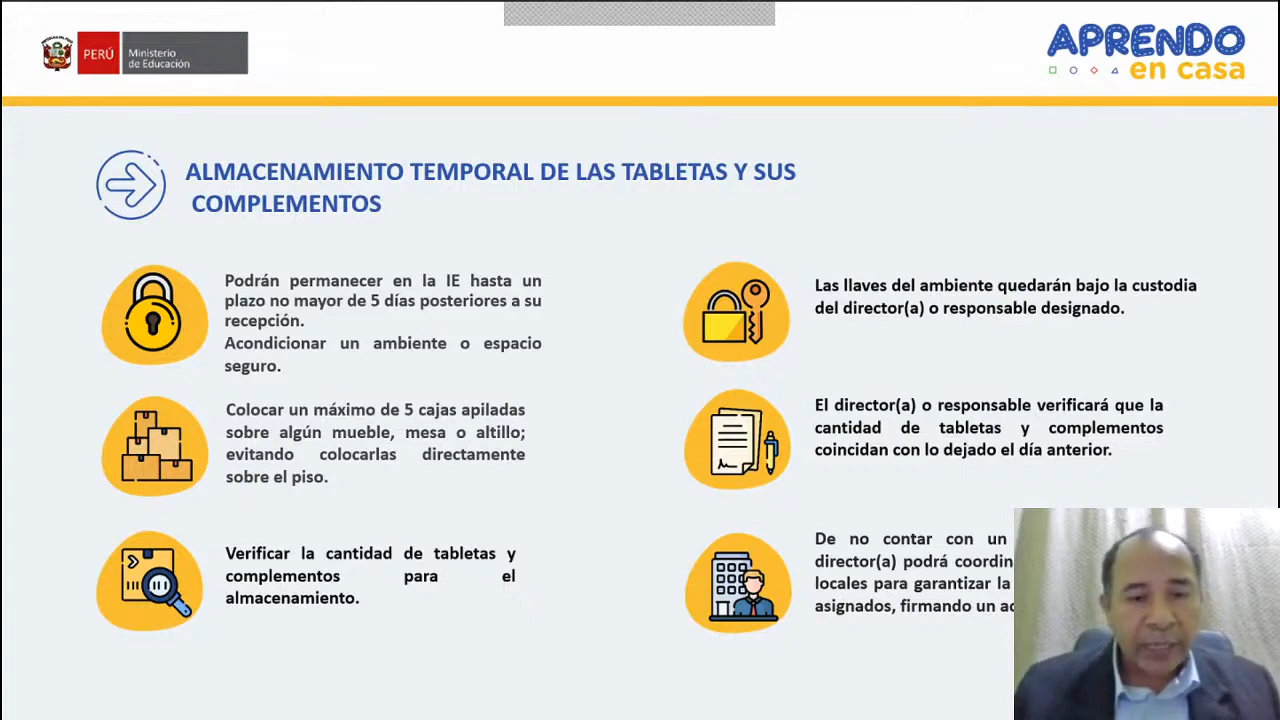 PERÚ
Ministerio
de Educación
APRENDO
en casa
ALMACENAMIENTO TEMPORAL DE LAS TABLETAS Y SUS
COMPLEMENTOS
Podrán permanecer en la IE hasta un
plazo no mayor de 5 días posteriores a su
recepción.
Acondicionar un ambiente o espacio
seguro.
Colocar un máximo de 5 cajas apiladas
sobre algún mueble, mesa o altillo;
evitando colocarlas directamente
sobre el piso.
Verificar la cantidad de tabletas y
complementos para el
almacenamiento.
Las llaves del ambiente quedarán bajo la custodia
del director(a) o responsable designado.
El director(a) o responsable verificará que la
cantidad de tabletas y complementos
coincidan con lo dejado el día anterior.
De no contar con un
director(a) podrá
locales para garantizar la
asignados, firmando un